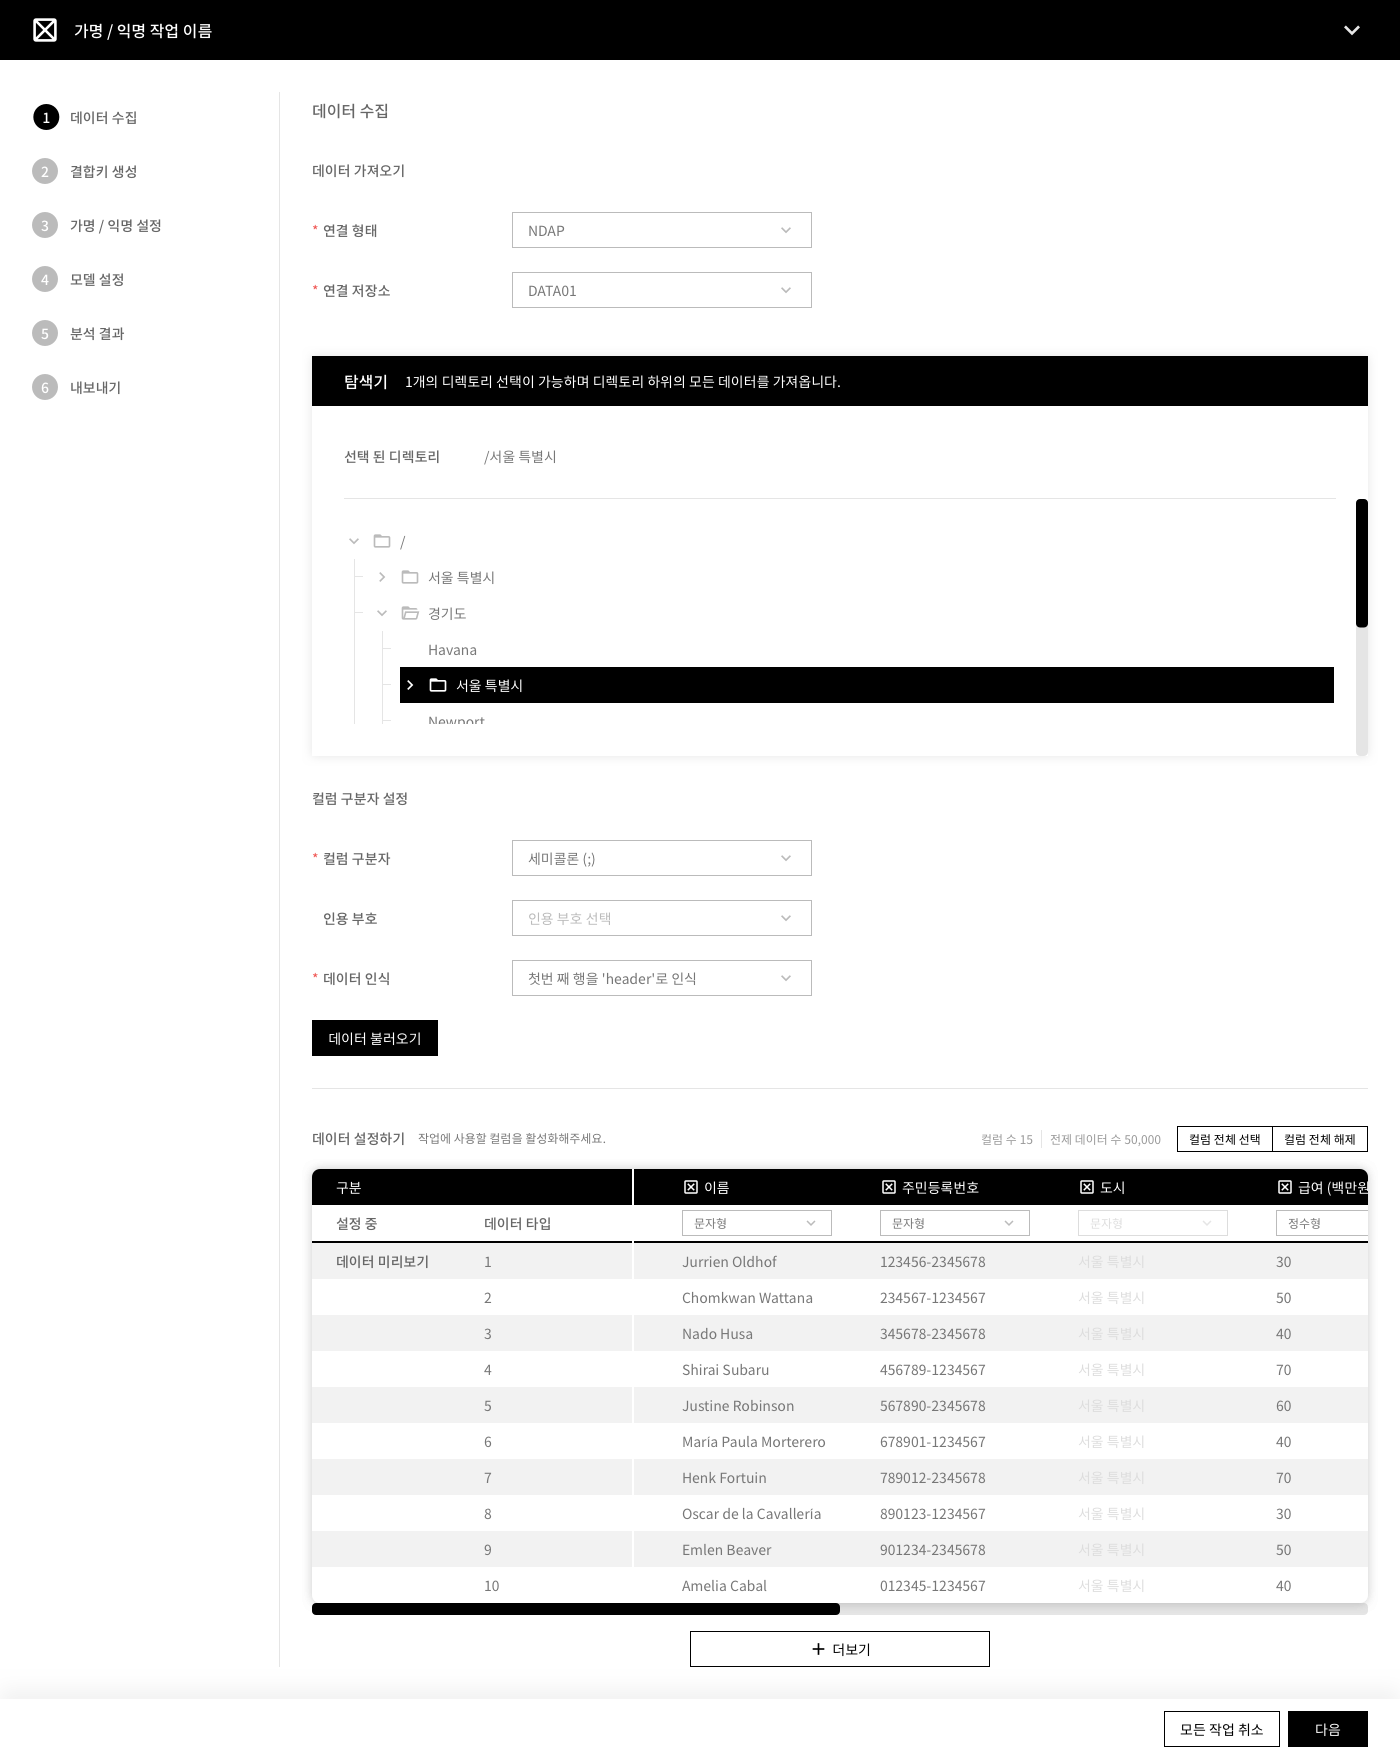 가명 / 익명 작업 이름
1 데이터 수집
2 결합키 생성
3 가명 / 익명 설정
4 모델 설정
5 분석 결과
6 내보내기
데이터 수집
데이터 가져오기
* 연결 형태 NDAP
* 연결 저장소 DATA01
탐색기 1개의 디렉토리 선택이 가능하며 디렉토리 하위의 모든 데이터를 가져옵니다.
선택 된 디렉토리 /서울 특별시
/
서울 특별시
경기도
Havana
서울 특별시
Newport
컬럼 구분자 설정
* 컬럼 구분자 세미콜론 (;)
인용 부호 인용 부호 선택
* 데이터 인식 첫번 째 행을 'header'로 인식
데이터 불러오기
데이터 설정하기 작업에 사용할 컬럼을 활성화해주세요. 컬럼 수 15 전체 데이터 수 50,000 컬럼 전체 선택 컬럼 전체 해제
구분 이름 주민등록번호 도시 급여 (백만원
설정 중 데이터 타입 문자형 문자형 문자형 정수형
데이터 미리보기 1 Jurrien Oldhof 123456-2345678 서울 특별시 30
2 Chomkwan Wattana 234567-1234567 서울 특별시 50
3 Nado Husa 345678-2345678 서울 특별시 40
4 Shirai Subaru 456789-1234567 서울 특별시 70
5 Justine Robinson 567890-2345678 서울 특별시 60
6 Maria Paula Morterero 678901-1234567 서울 특별시 40
7 Henk Fortuin 789012-2345678 서울 특별시 70
8 Oscar de la Cavallería 890123-1234567 서울 특별시 30
9 Emlen Beaver 901234-2345678 서울 특별시 50
10 Amelia Cabal 012345-1234567 서울 특별시 40
+ 더보기
모든 작업 취소 다음